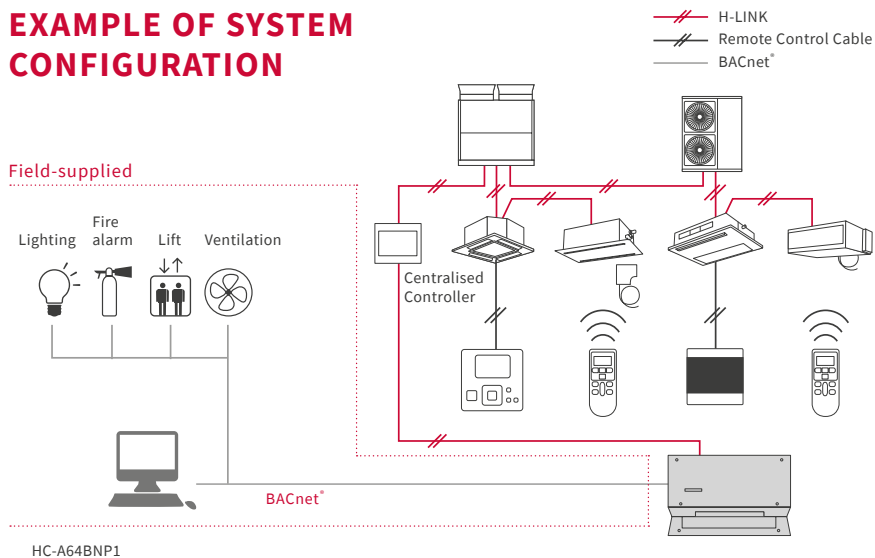 EXAMPLE OF SYSTEM
CONFIGURATION
H-LINK
Remote Control Cable
BACnet®
Field-supplied
Lighting
Fire
alarm
Lift
Ventilation
Centralised
Controller
BACnet®
HC-A64BNP1